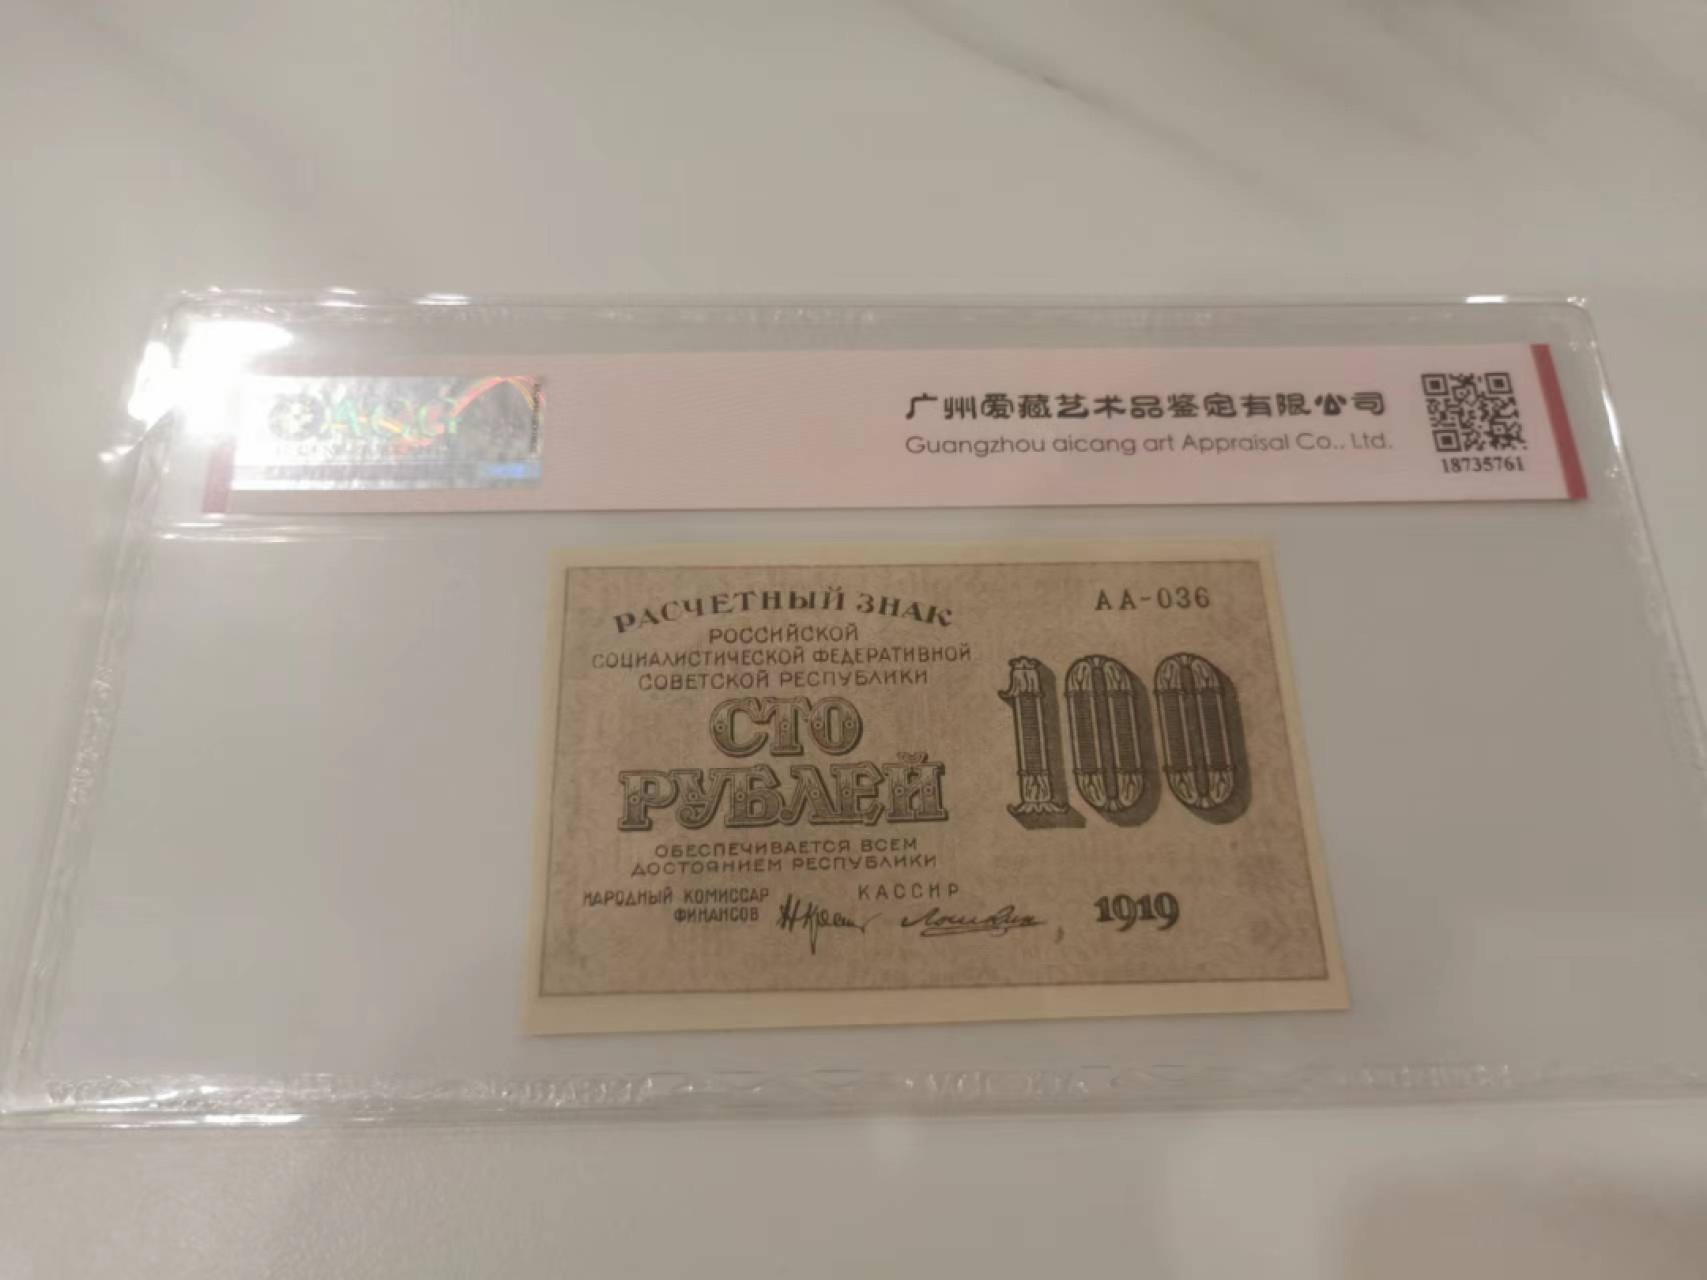 AQG
广州爱藏艺术品鉴定有限公司
Guangzhou aicang art Appraisal Co., Ltd.
18735761
РАСЧЕТНЫЙ ЗНАК
АА-036
РОССИЙСКОЙ
СОЦИАЛИСТИЧЕСКОЙ ФЕДЕРАТИВНОЙ
СОВЕТСКОЙ РЕСПУБЛИКИ
СТО
РУБЛЕЙ
100
ОБЕСПЕЧИВАЕТСЯ ВСЕМ
ДОСТОЯНИЕМ РЕСПУБЛИКИ
НАРОДНЫЙ КОМИССАР
ФИНАНСОВ
КАССИР
1919